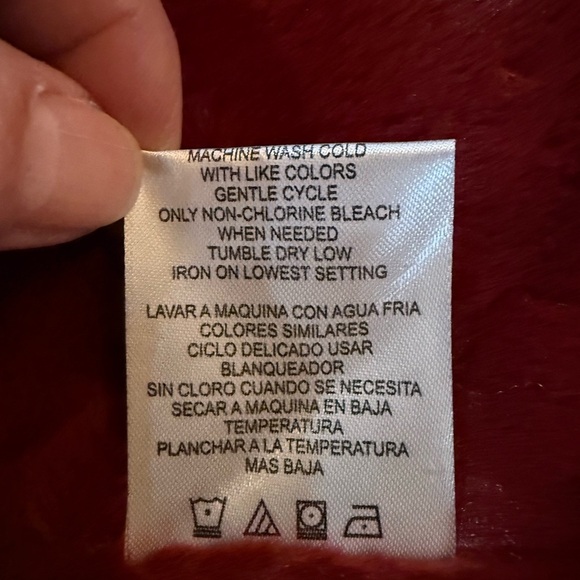 MACHINE WASH COLD
WITH LIKE COLORS
GENTLE CYCLE
ONLY NON-CHLORINE BLEACH
WHEN NEEDED
TUMBLE DRY LOW
IRON ON LOWEST SETTING
LAVAR A MAQUINA CON AGUA FRIA
COLORES SIMILARES
CICLO DELICADO USAR
BLANQUEADOR
SIN CLORO CUANDO SE NECESITA
SECAR A MAQUINA EN BAJA
TEMPERATURA
PLANCHAR A LA TEMPERATURA
MAS BAJA